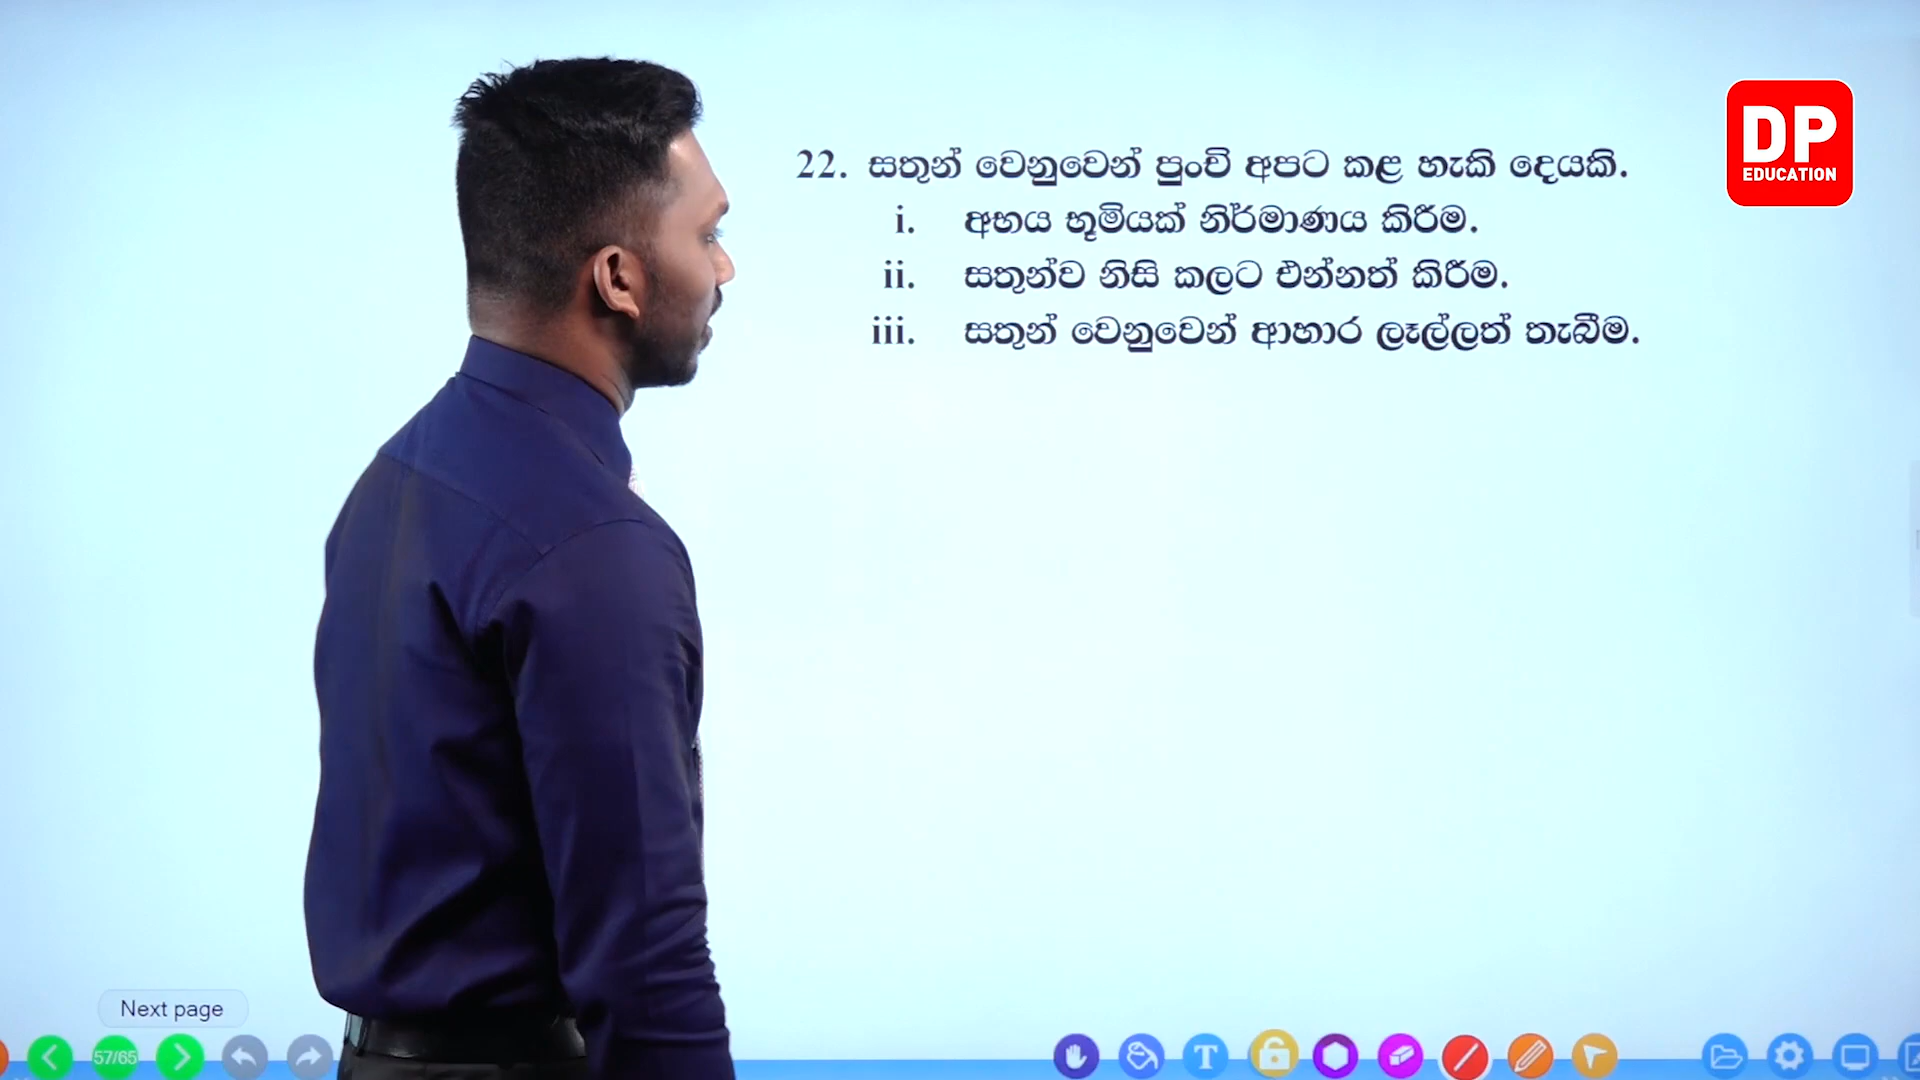 DP
EDUCATION
22. සතුන් වෙනුවෙන් පුංචි අපට කළ හැකි දෙයකි.
i. අභය භූමියක් නිර්මාණය කිරීම.
ii. සතුන්ව නිසි කලට එන්නත් කිරීම.
iii. සතුන් වෙනුවෙන් ආහාර ලෑල්ලත් තැබීම.
Next page
57/65
T